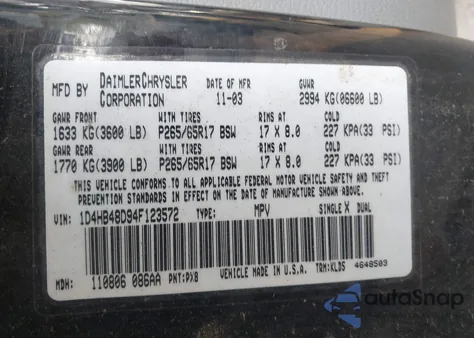 MFD BY DAIMLERCHRYSLER CORPORATION DATE OF MFR 11-03 GVWR 2994 KG(06600 LB)
GAWR FRONT WITH TIRES RIMS AT COLD
1633 KG(3600 LB) P265/65R17 BSW 17 X 8.0 227 KPA(33 PSI)
GAWR REAR WITH TIRES RIMS AT COLD
1770 KG(3900 LB) P265/65R17 BSW 17 X 8.0 227 KPA(33 PSI)
THIS VEHICLE CONFORMS TO ALL APPLICABLE FEDERAL MOTOR VEHICLE SAFETY, BUMPER, AND THEFT
PREVENTION STANDARDS IN EFFECT ON THE DATE OF MANUFACTURE SHOWN ABOVE.
VIN: 1D4HB48D94F123572 TYPE: MPV SINGLE X DUAL
MDH: 110806 086AA PNT: PX8 VEHICLE MADE IN U.S.A. TRM: KLDS 4648503
autoSnap